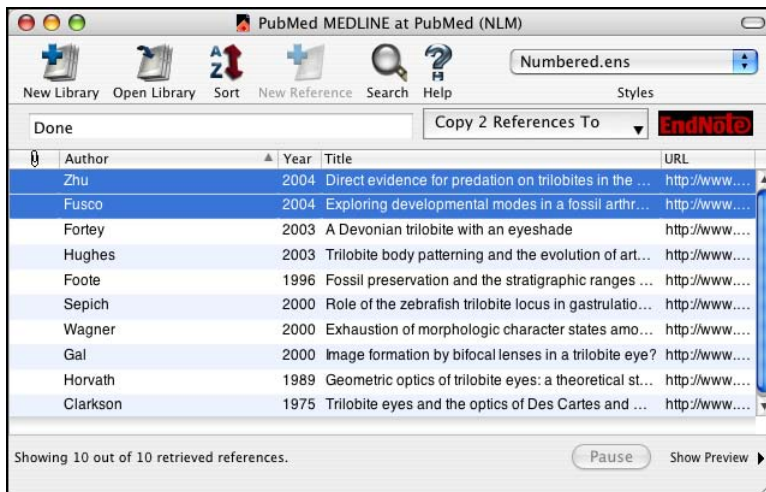 PubMed MEDLINE at PubMed (NLM)
New Library Open Library Sort New Reference Search Help Numbered.ens Styles
Done Copy 2 References To EndNote
Author Year Title URL
Zhu 2004 Direct evidence for predation on trilobites in the ... http://www....
Fusco 2004 Exploring developmental modes in a fossil arthr... http://www....
Fortey 2003 A Devonian trilobite with an eyeshade http://www....
Hughes 2003 Trilobite body patterning and the evolution of art... http://www....
Foote 1996 Fossil preservation and the stratigraphic ranges ... http://www....
Sepich 2000 Role of the zebrafish trilobite locus in gastrulatio... http://www....
Wagner 2000 Exhaustion of morphologic character states amo... http://www....
Gal 2000 Image formation by bifocal lenses in a trilobite eye? http://www....
Horvath 1989 Geometric optics of trilobite eyes: a theoretical st... http://www....
Clarkson 1975 Trilobite eyes and the optics of Des Cartes and ... http://www....
Showing 10 out of 10 retrieved references. Pause Show Preview